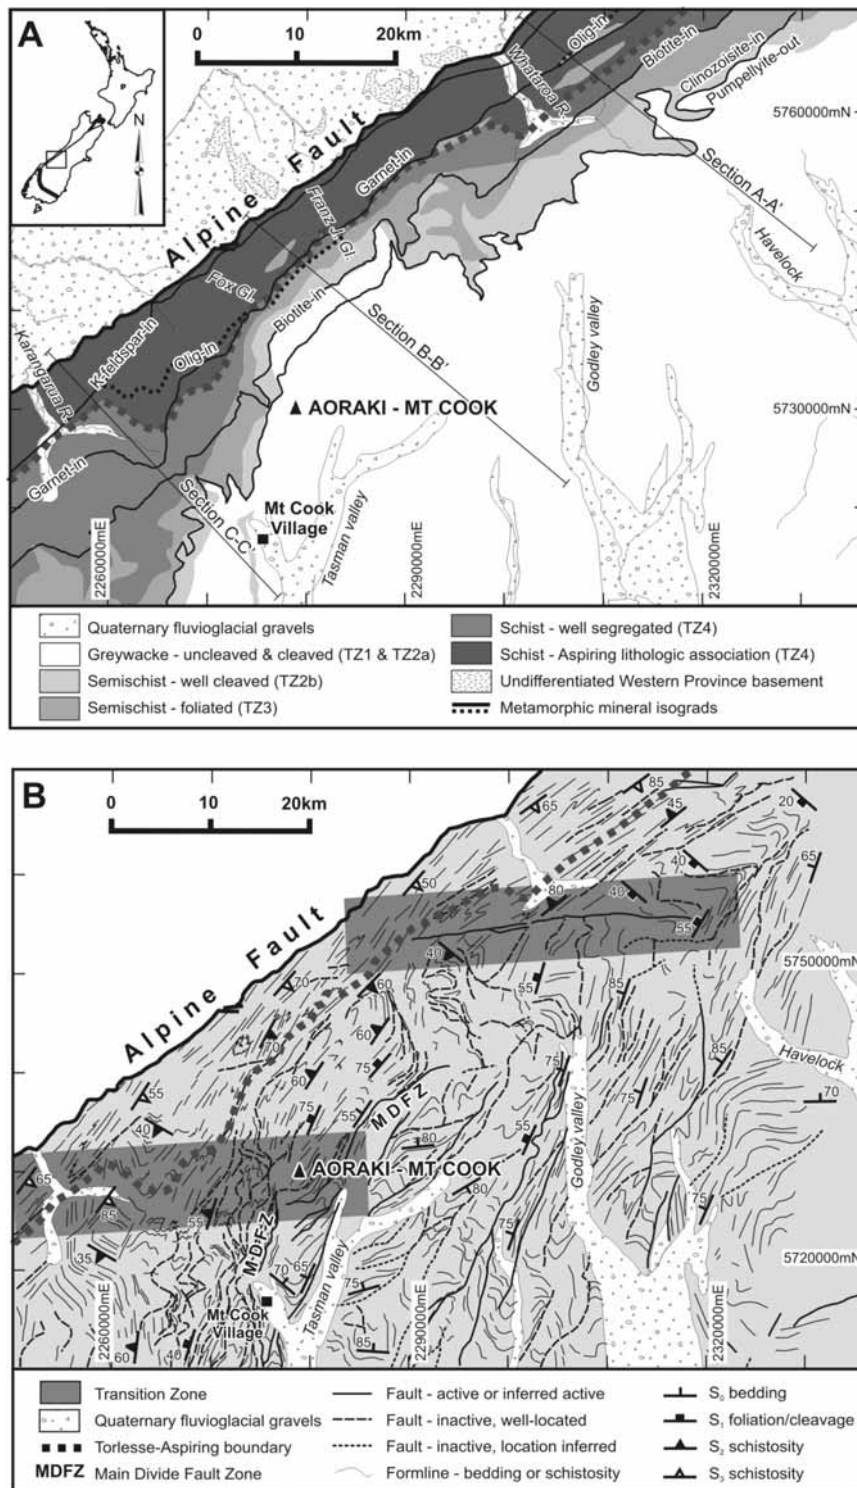 A
N
0 10 20km
Alpine Fault
Whataroa R.
Olig-in
Biotite-in
Clinozoisite-in
Pumpellyite-out
5760000mN
Section A-A'
Havelock
Garnet-in
Franz J. Gl.
Fox Gl.
Biotite-in
Section B-B'
Godley valley
K-feldspar-in
Olig-in
Karangarua R.
AORAKI - MT COOK
5730000mN
Garnet-in
Section C-C'
Mt Cook
Village
Tasman valley
2260000mE
2290000mE
2320000mE
Quaternary fluvioglacial gravels
Greywacke - uncleaved & cleaved (TZ1 & TZ2a)
Semischist - well cleaved (TZ2b)
Semischist - foliated (TZ3)
Schist - well segregated (TZ4)
Schist - Aspiring lithologic association (TZ4)
Undifferentiated Western Province basement
Metamorphic mineral isograds
B
0 10 20km
85
65
45
20
40
65
50
80
40
55
Alpine Fault
40
5750000mN
70
60
55
85
70
60
75
85
Havelock
60
75
75
55
75
55
MDFZ
75
55
70
40
80
Godley valley
AORAKI - MT COOK
65
85
55
80
75
MDFZ
75
35
70
65
75
5720000mN
Tasman valley
Mt Cook
Village
2260000mE
60
40
85
2290000mE
2320000mE
Transition Zone
Quaternary fluvioglacial gravels
Torlesse-Aspiring boundary
MDFZ Main Divide Fault Zone
Fault - active or inferred active
Fault - inactive, well-located
Fault - inactive, location inferred
Formline - bedding or schistosity
S₀ bedding
S₁ foliation/cleavage
S₂ schistosity
S₃ schistosity